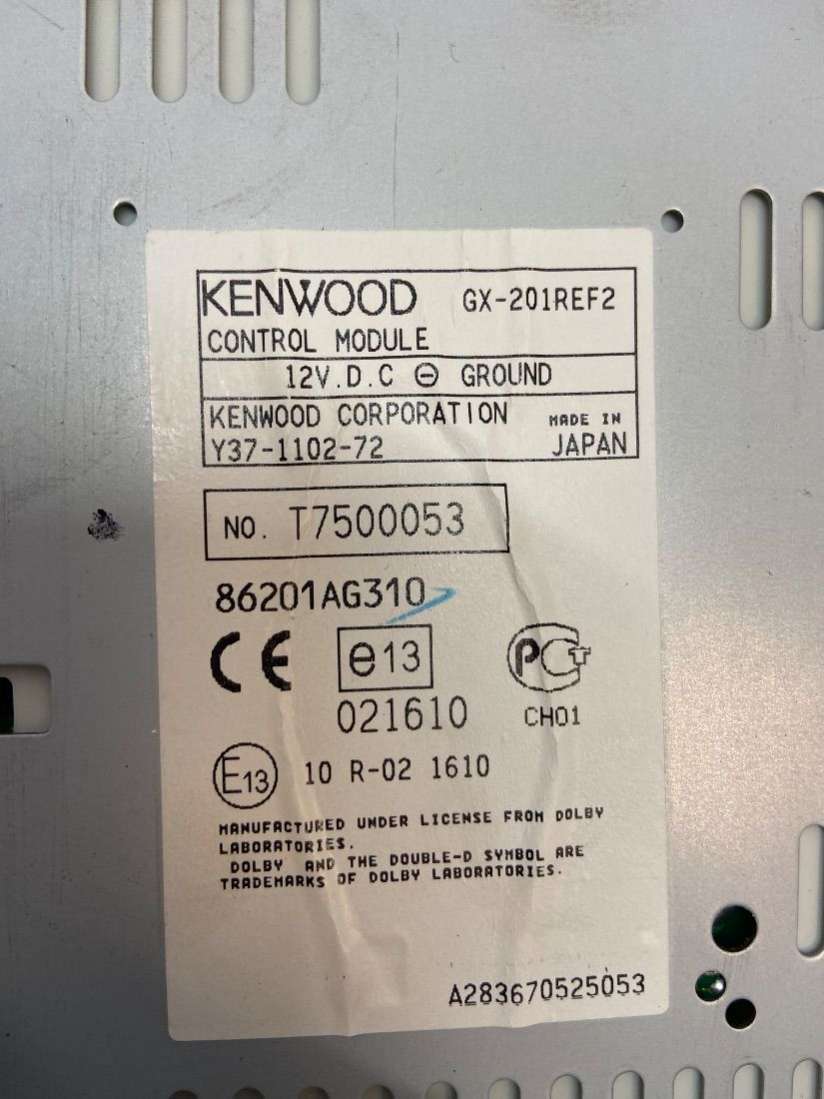 KENWOOD GX-201REF2
CONTROL MODULE
12V.D.C ⊖ GROUND
KENWOOD CORPORATION MADE IN
Y37-1102-72 JAPAN
NO. T7500053
86201AG310
CE e13 PCT
021610 CH01
E13 10 R-02 1610
MANUFACTURED UNDER LICENSE FROM DOLBY
LABORATORIES.
DOLBY AND THE DOUBLE-D SYMBOL ARE
TRADEMARKS OF DOLBY LABORATORIES.
A283670525053